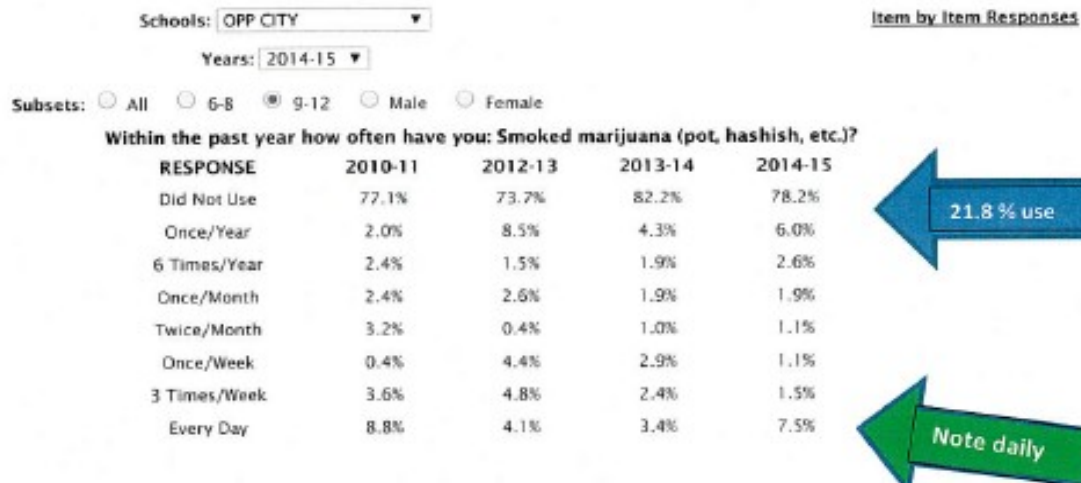 Schools: OPP CITY
Item by Item Responses
Years: 2014-15
Subsets: All 6-8 9-12 Male Female
Within the past year how often have you: Smoked marijuana (pot, hashish, etc.)?
RESPONSE 2010-11 2012-13 2013-14 2014-15
Did Not Use 77.1% 73.7% 82.2% 78.2%
21.8 % use
Once/Year 2.0% 8.5% 4.3% 6.0%
6 Times/Year 2.4% 1.5% 1.9% 2.6%
Once/Month 2.4% 2.6% 1.9% 1.9%
Twice/Month 3.2% 0.4% 1.0% 1.1%
Once/Week 0.4% 4.4% 2.9% 1.1%
3 Times/Week 3.6% 4.8% 2.4% 1.5%
Every Day 8.8% 4.1% 3.4% 7.5%
Note daily